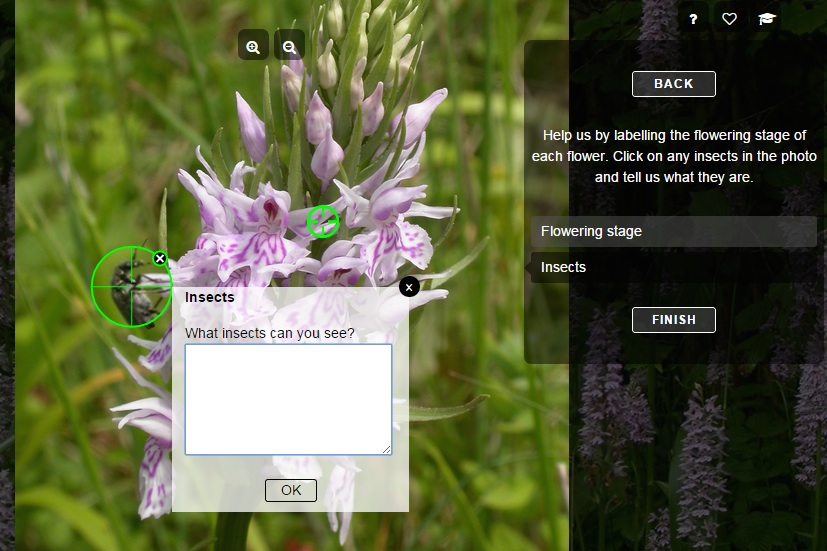 ?
BACK
Help us by labelling the flowering stage of
each flower. Click on any insects in the photo
and tell us what they are.
Flowering stage
Insects
FINISH
Insects
What insects can you see?
OK